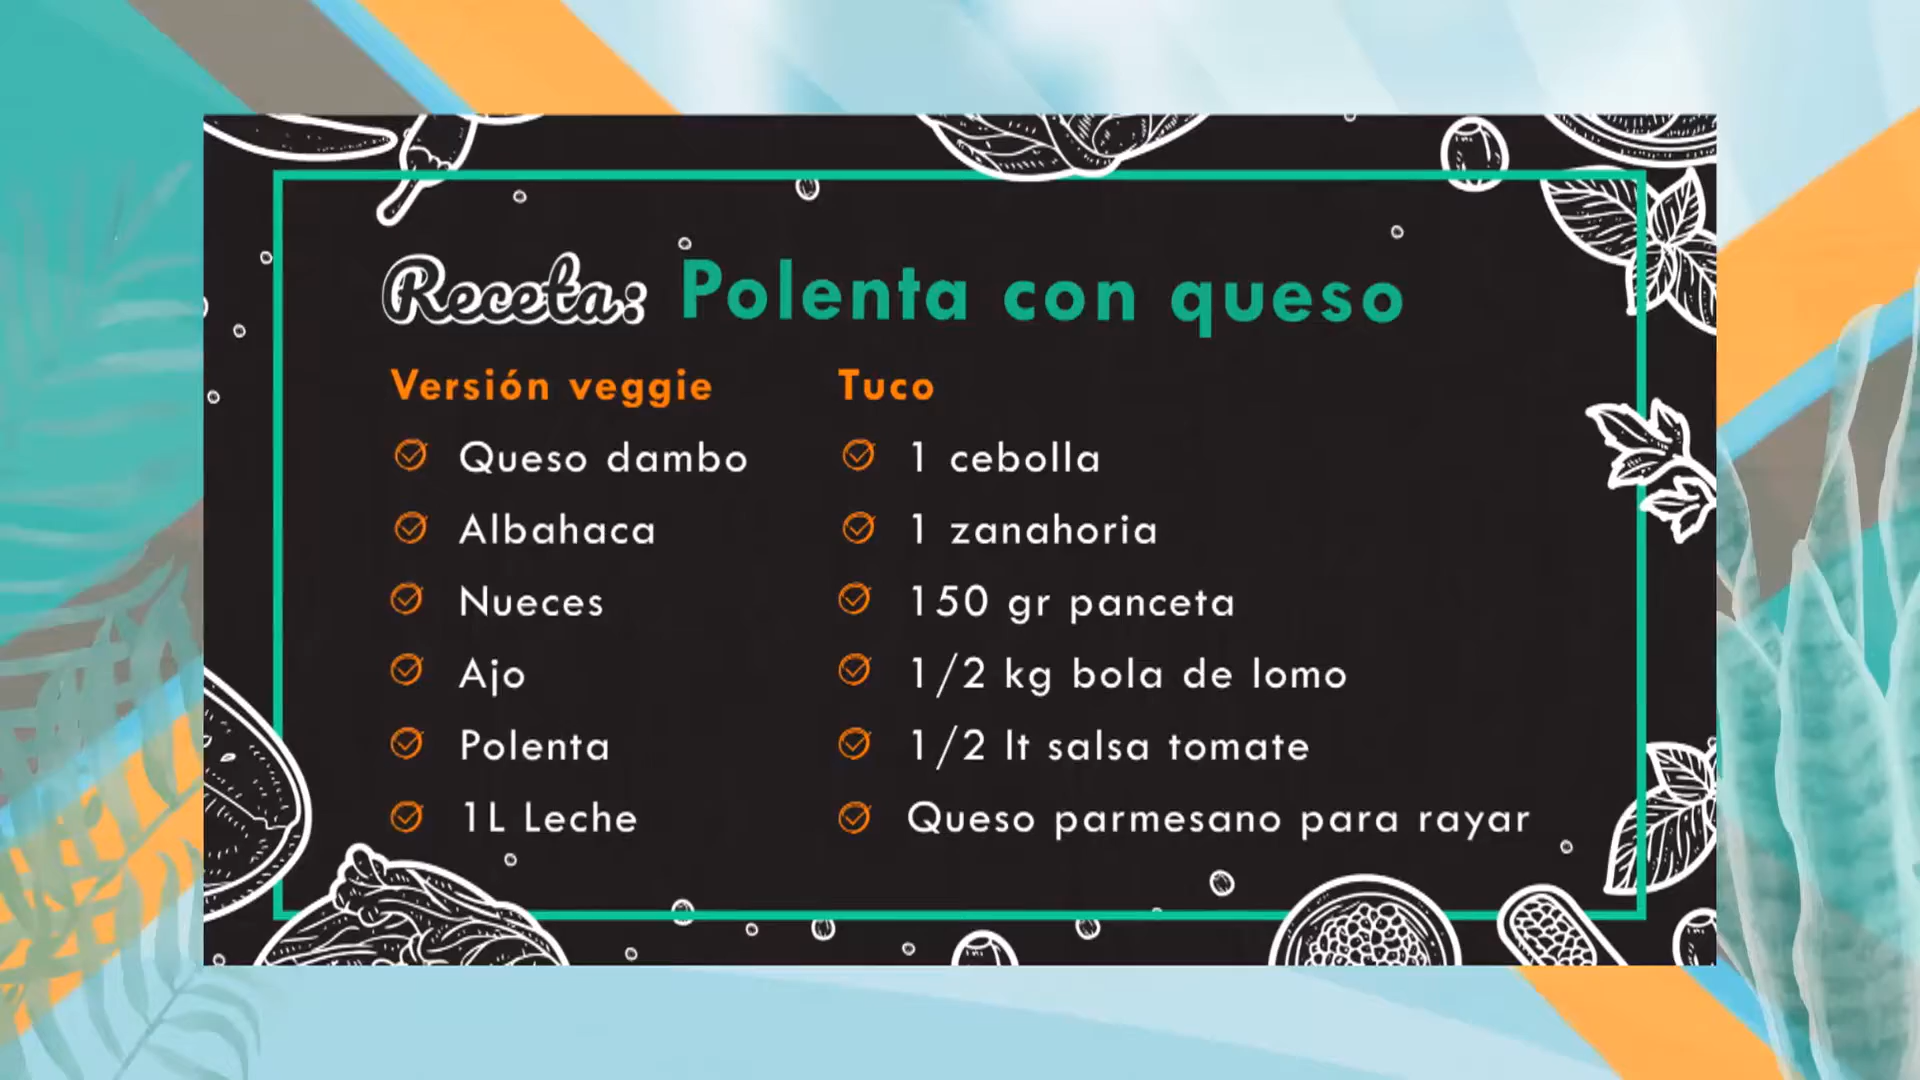 Receta: Polenta con queso
Versión veggie
Queso dambo
Albahaca
Nueces
Ajo
Polenta
1L Leche
Tuco
1 cebolla
1 zanahoria
150 gr panceta
1/2 kg bola de lomo
1/2 lt salsa tomate
Queso parmesano para rayar